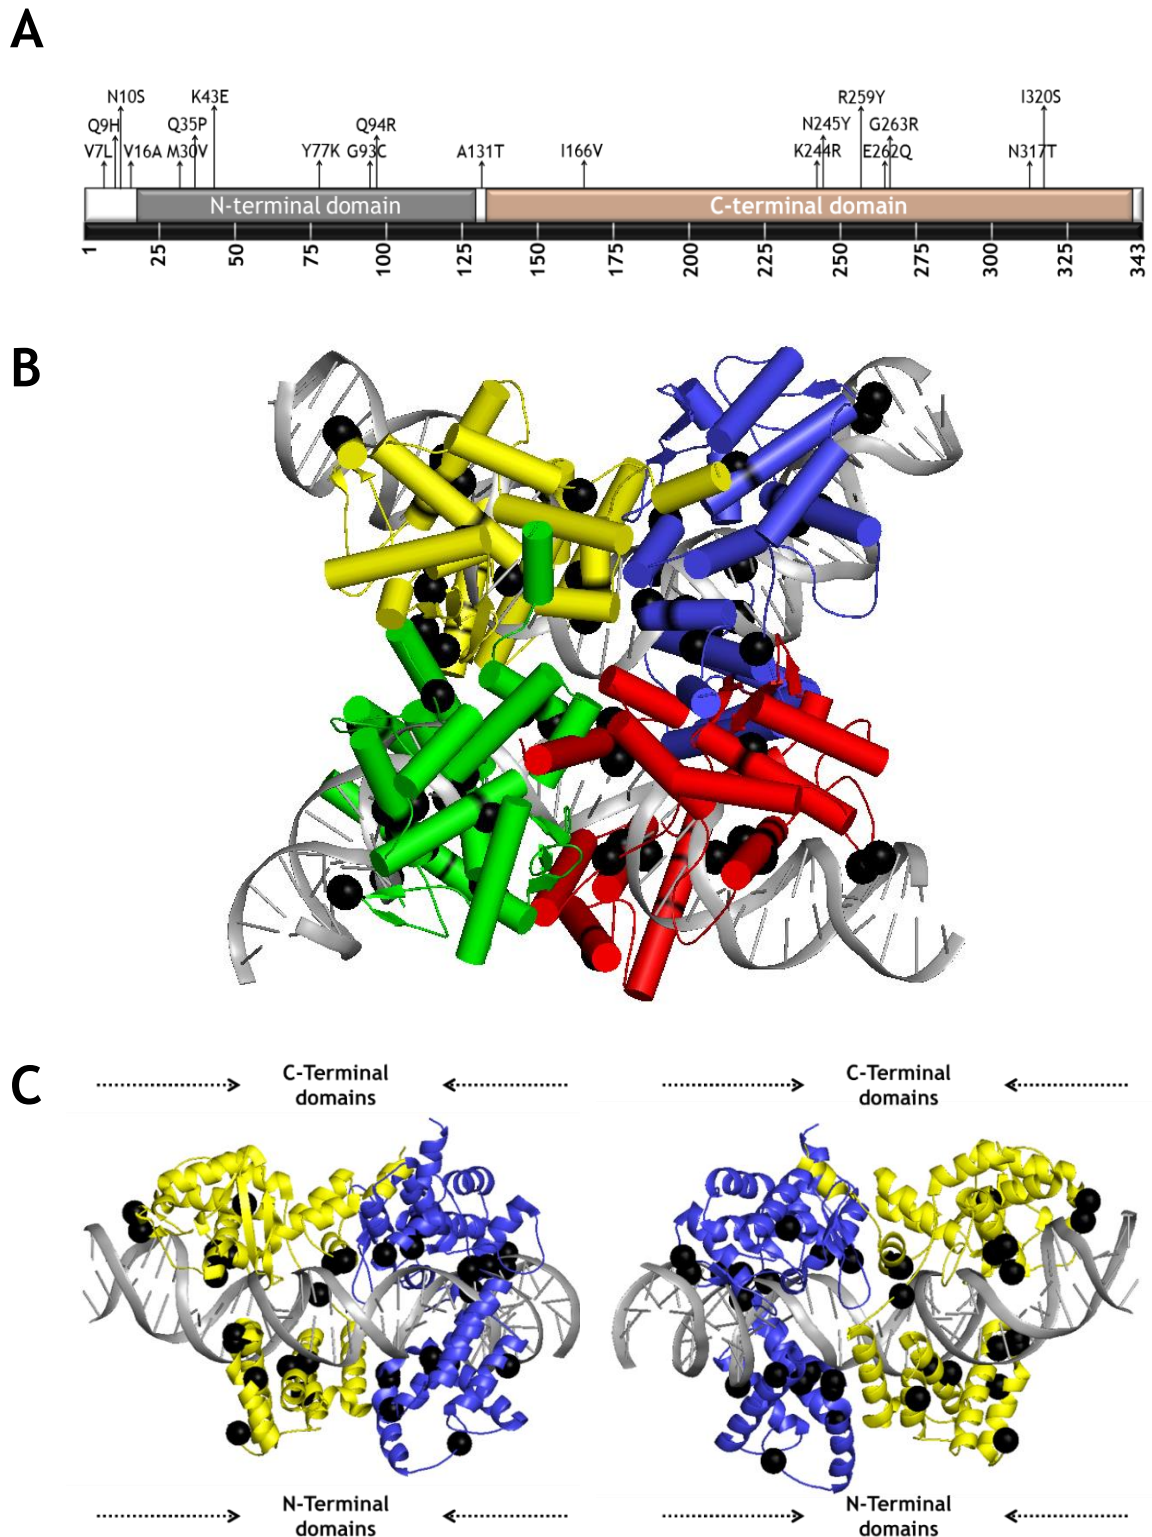 A
N10S K43E R259Y I320S
Q9H Q35P Q94R N245Y G263R
V7L V16A M30V Y77K G93C A131T I166V K244R E262Q N317T
N-terminal domain C-terminal domain
1 25 50 75 100 125 150 175 200 225 250 275 300 325 343
B
C
C-Terminal
domains
C-Terminal
domains
N-Terminal
domains
N-Terminal
domains